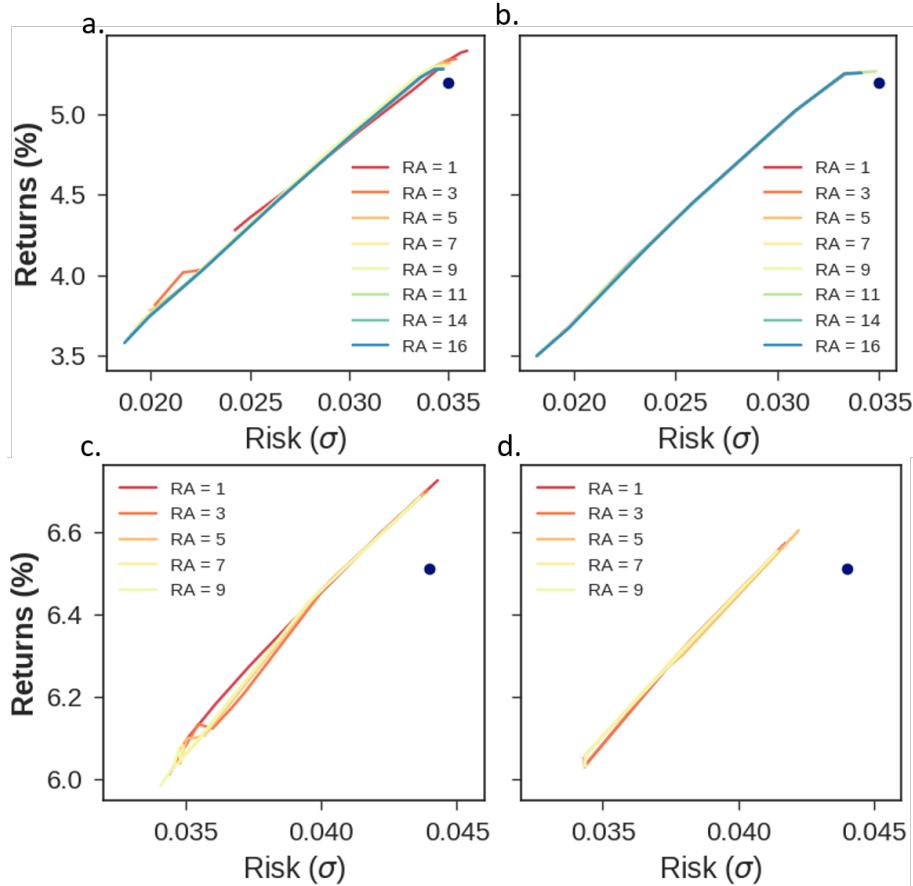 a.
Returns (%)
5.0
4.5
4.0
3.5
RA = 1
RA = 3
RA = 5
RA = 7
RA = 9
RA = 11
RA = 14
RA = 16
0.020 0.025 0.030 0.035
Risk (σ)
b.
RA = 1
RA = 3
RA = 5
RA = 7
RA = 9
RA = 11
RA = 14
RA = 16
0.020 0.025 0.030 0.035
Risk (σ)
c.
Returns (%)
6.6
6.4
6.2
6.0
RA = 1
RA = 3
RA = 5
RA = 7
RA = 9
0.035 0.040 0.045
Risk (σ)
d.
RA = 1
RA = 3
RA = 5
RA = 7
RA = 9
0.035 0.040 0.045
Risk (σ)